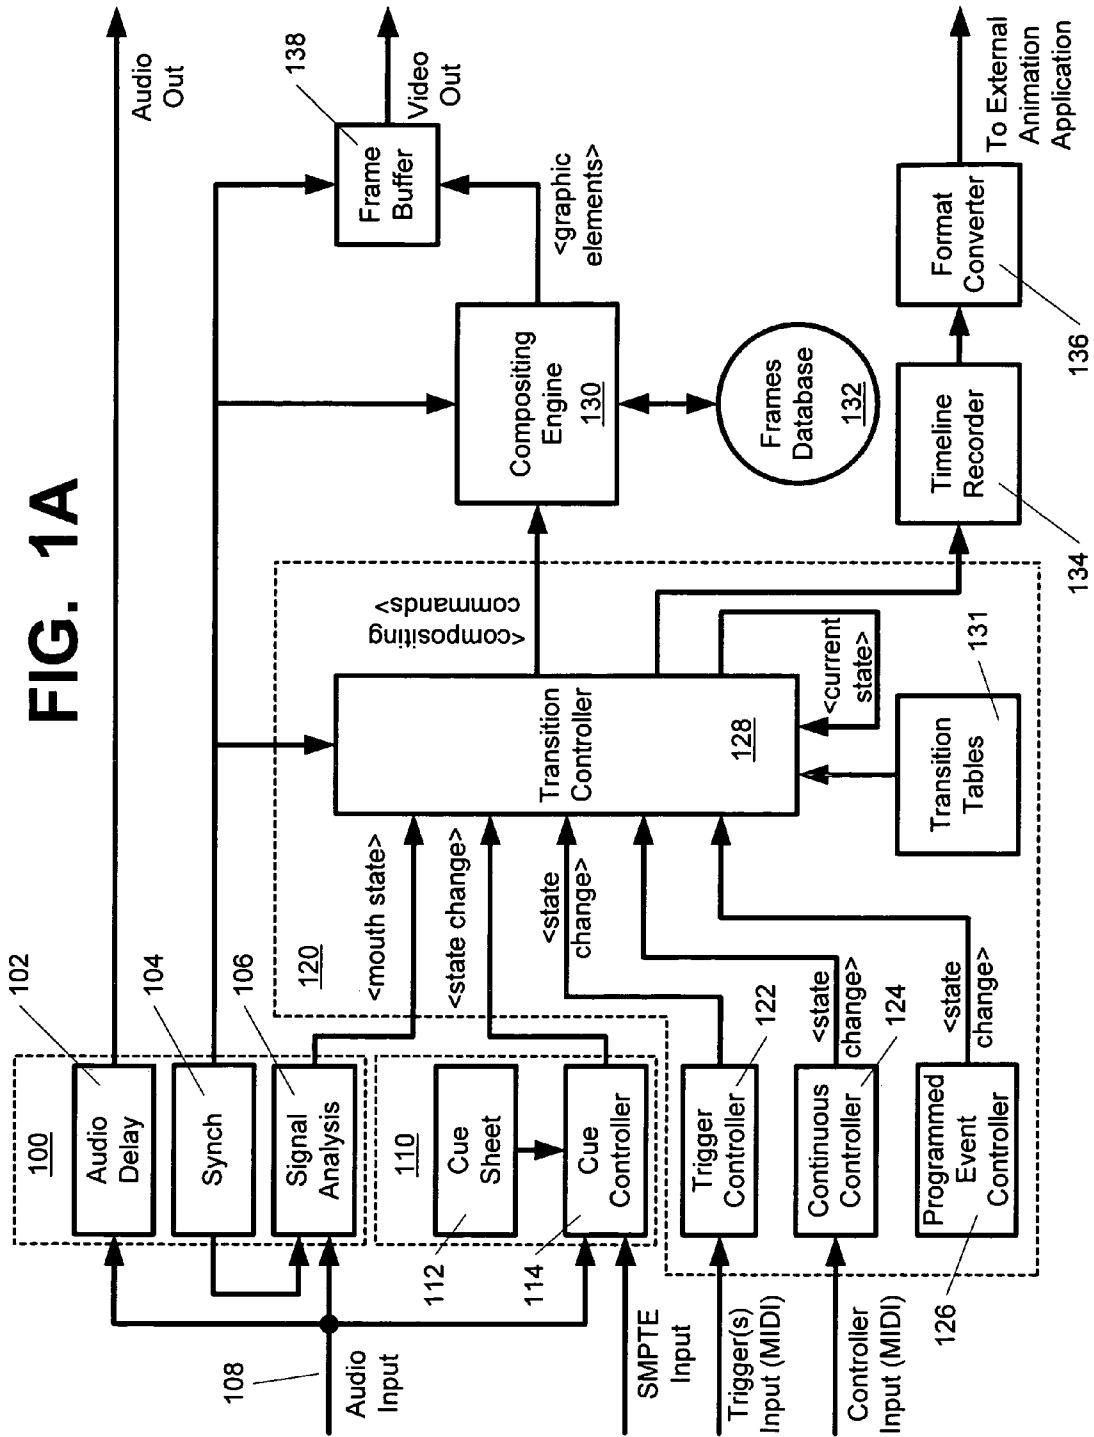 FIG. 1A
Audio
Out
138
Video
Out
Frame
Buffer
<graphic
elements>
To External
Animation
Application
Format
Converter
136
Compositing
Engine
130
Frames
Database
132
Timeline
Recorder
134
<compositing
commands>
Transition
Controller
128
<current
state>
131
Transition
Tables
102
104
106
120
<mouth state>
<state change>
<state
change>
122
<state
change>
124
<state
change>
100
Audio
Delay
Synch
Signal
Analysis
110
Cue
Sheet
Cue
Controller
Trigger
Controller
Continuous
Controller
Programmed
Event
Controller
112
114
126
108
Audio
Input
SMPTE
Input
Trigger(s)
Input (MIDI)
Controller
Input (MIDI)